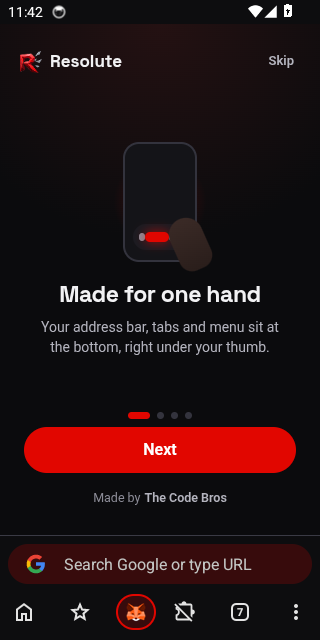 11:42
Resolute
Skip
Made for one hand
Your address bar, tabs and menu sit at
the bottom, right under your thumb.
Next
Made by The Code Bros
Search Google or type URL
7